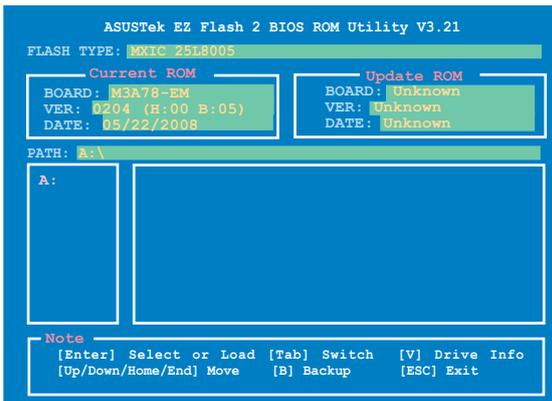 ASUSTek EZ Flash 2 BIOS ROM Utility V3.21
FLASH TYPE: MXIC 25L8005
Current ROM
BOARD: M3A78-EM
VER: 0204 (H:00 B:05)
DATE: 05/22/2008
Update ROM
BOARD: Unknown
VER: Unknown
DATE: Unknown
PATH: A:\
A:
Note
[Enter] Select or Load [Tab] Switch [V] Drive Info
[Up/Down/Home/End] Move [B] Backup [ESC] Exit